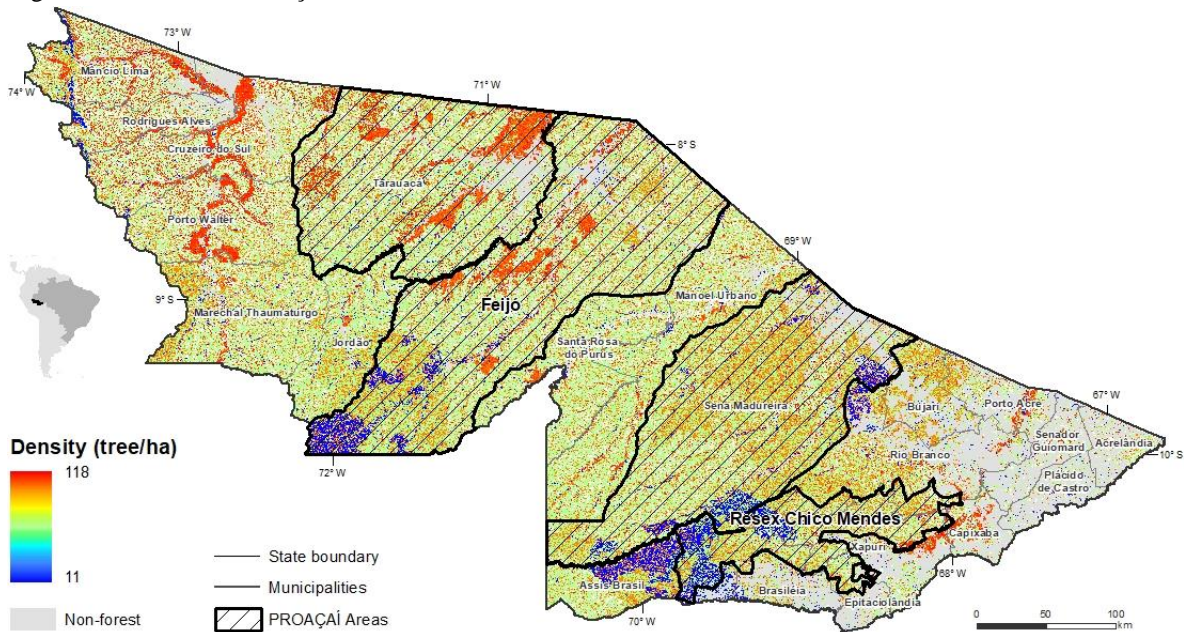 73° W
74° W
Mâncio Lima
71° W
Rodrigues Alves
8° S
Cruzeiro do Sul
Tarauacá
Porto Walter
69° W
9° S
Feijó
Manoel Urbano
Marechal Thaumaturgo
Jordão
Santa Rosa
do Purus
Sena Madureira
67° W
Bujari
Porto Acre
Senador
Guiomard
Acrelândia
Density (tree/ha)
118
11
Non-forest
72° W
Rio Branco
Plácido
de Castro
10° S
Resex Chico Mendes
Capixaba
Xapuri
68° W
State boundary
Municipalities
PROAÇAÍ Areas
Assis Brasil
Brasiléia
Epitaciolândia
70° W
0 50 100
km